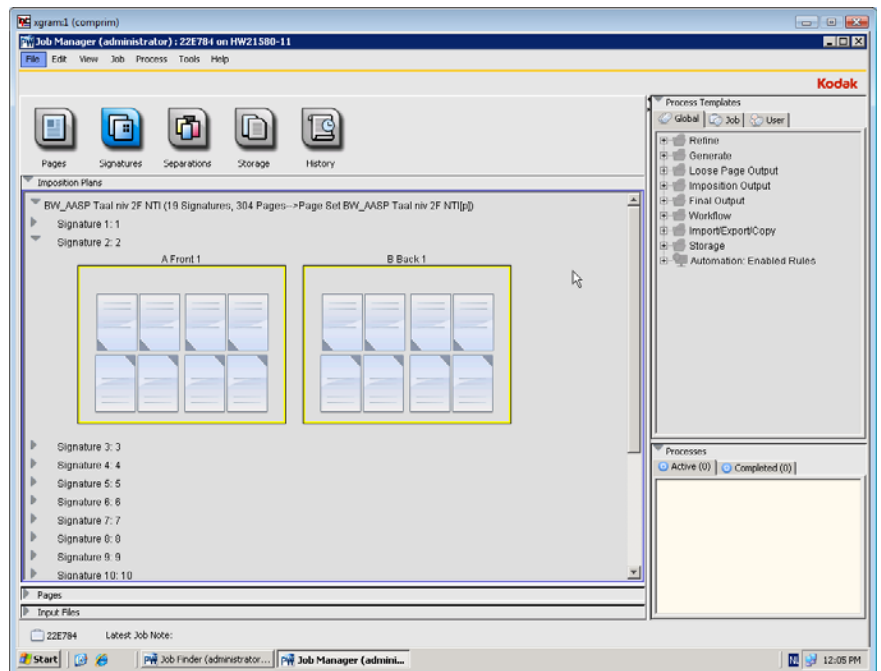 xgram:1 (comprim)
Job Manager (administrator) : 22E784 on HW21580-11
File Edit View Job Process Tools Help
Kodak
Pages Signatures Separations Storage History
Imposition Plans
BW_AASP Taal niv 2F NTI (19 Signatures, 304 Pages-->Page Set BW_AASP Taal niv 2F NTI[p])
Signature 1: 1
Signature 2: 2
A Front 1 B Back 1
Signature 3: 3
Signature 4: 4
Signature 5: 5
Signature 6: 6
Signature 7: 7
Signature 8: 8
Signature 9: 9
Signature 10: 10
Pages
Input Files
Process Templates
Global Job User
Refine
Generate
Loose Page Output
Imposition Output
Final Output
Workflow
Import/Export/Copy
Storage
Automation: Enabled Rules
Processes
Active (0) Completed (0)
22E784 Latest Job Note:
Start Job Finder (administrator... Job Manager (admini... NL 12:05 PM